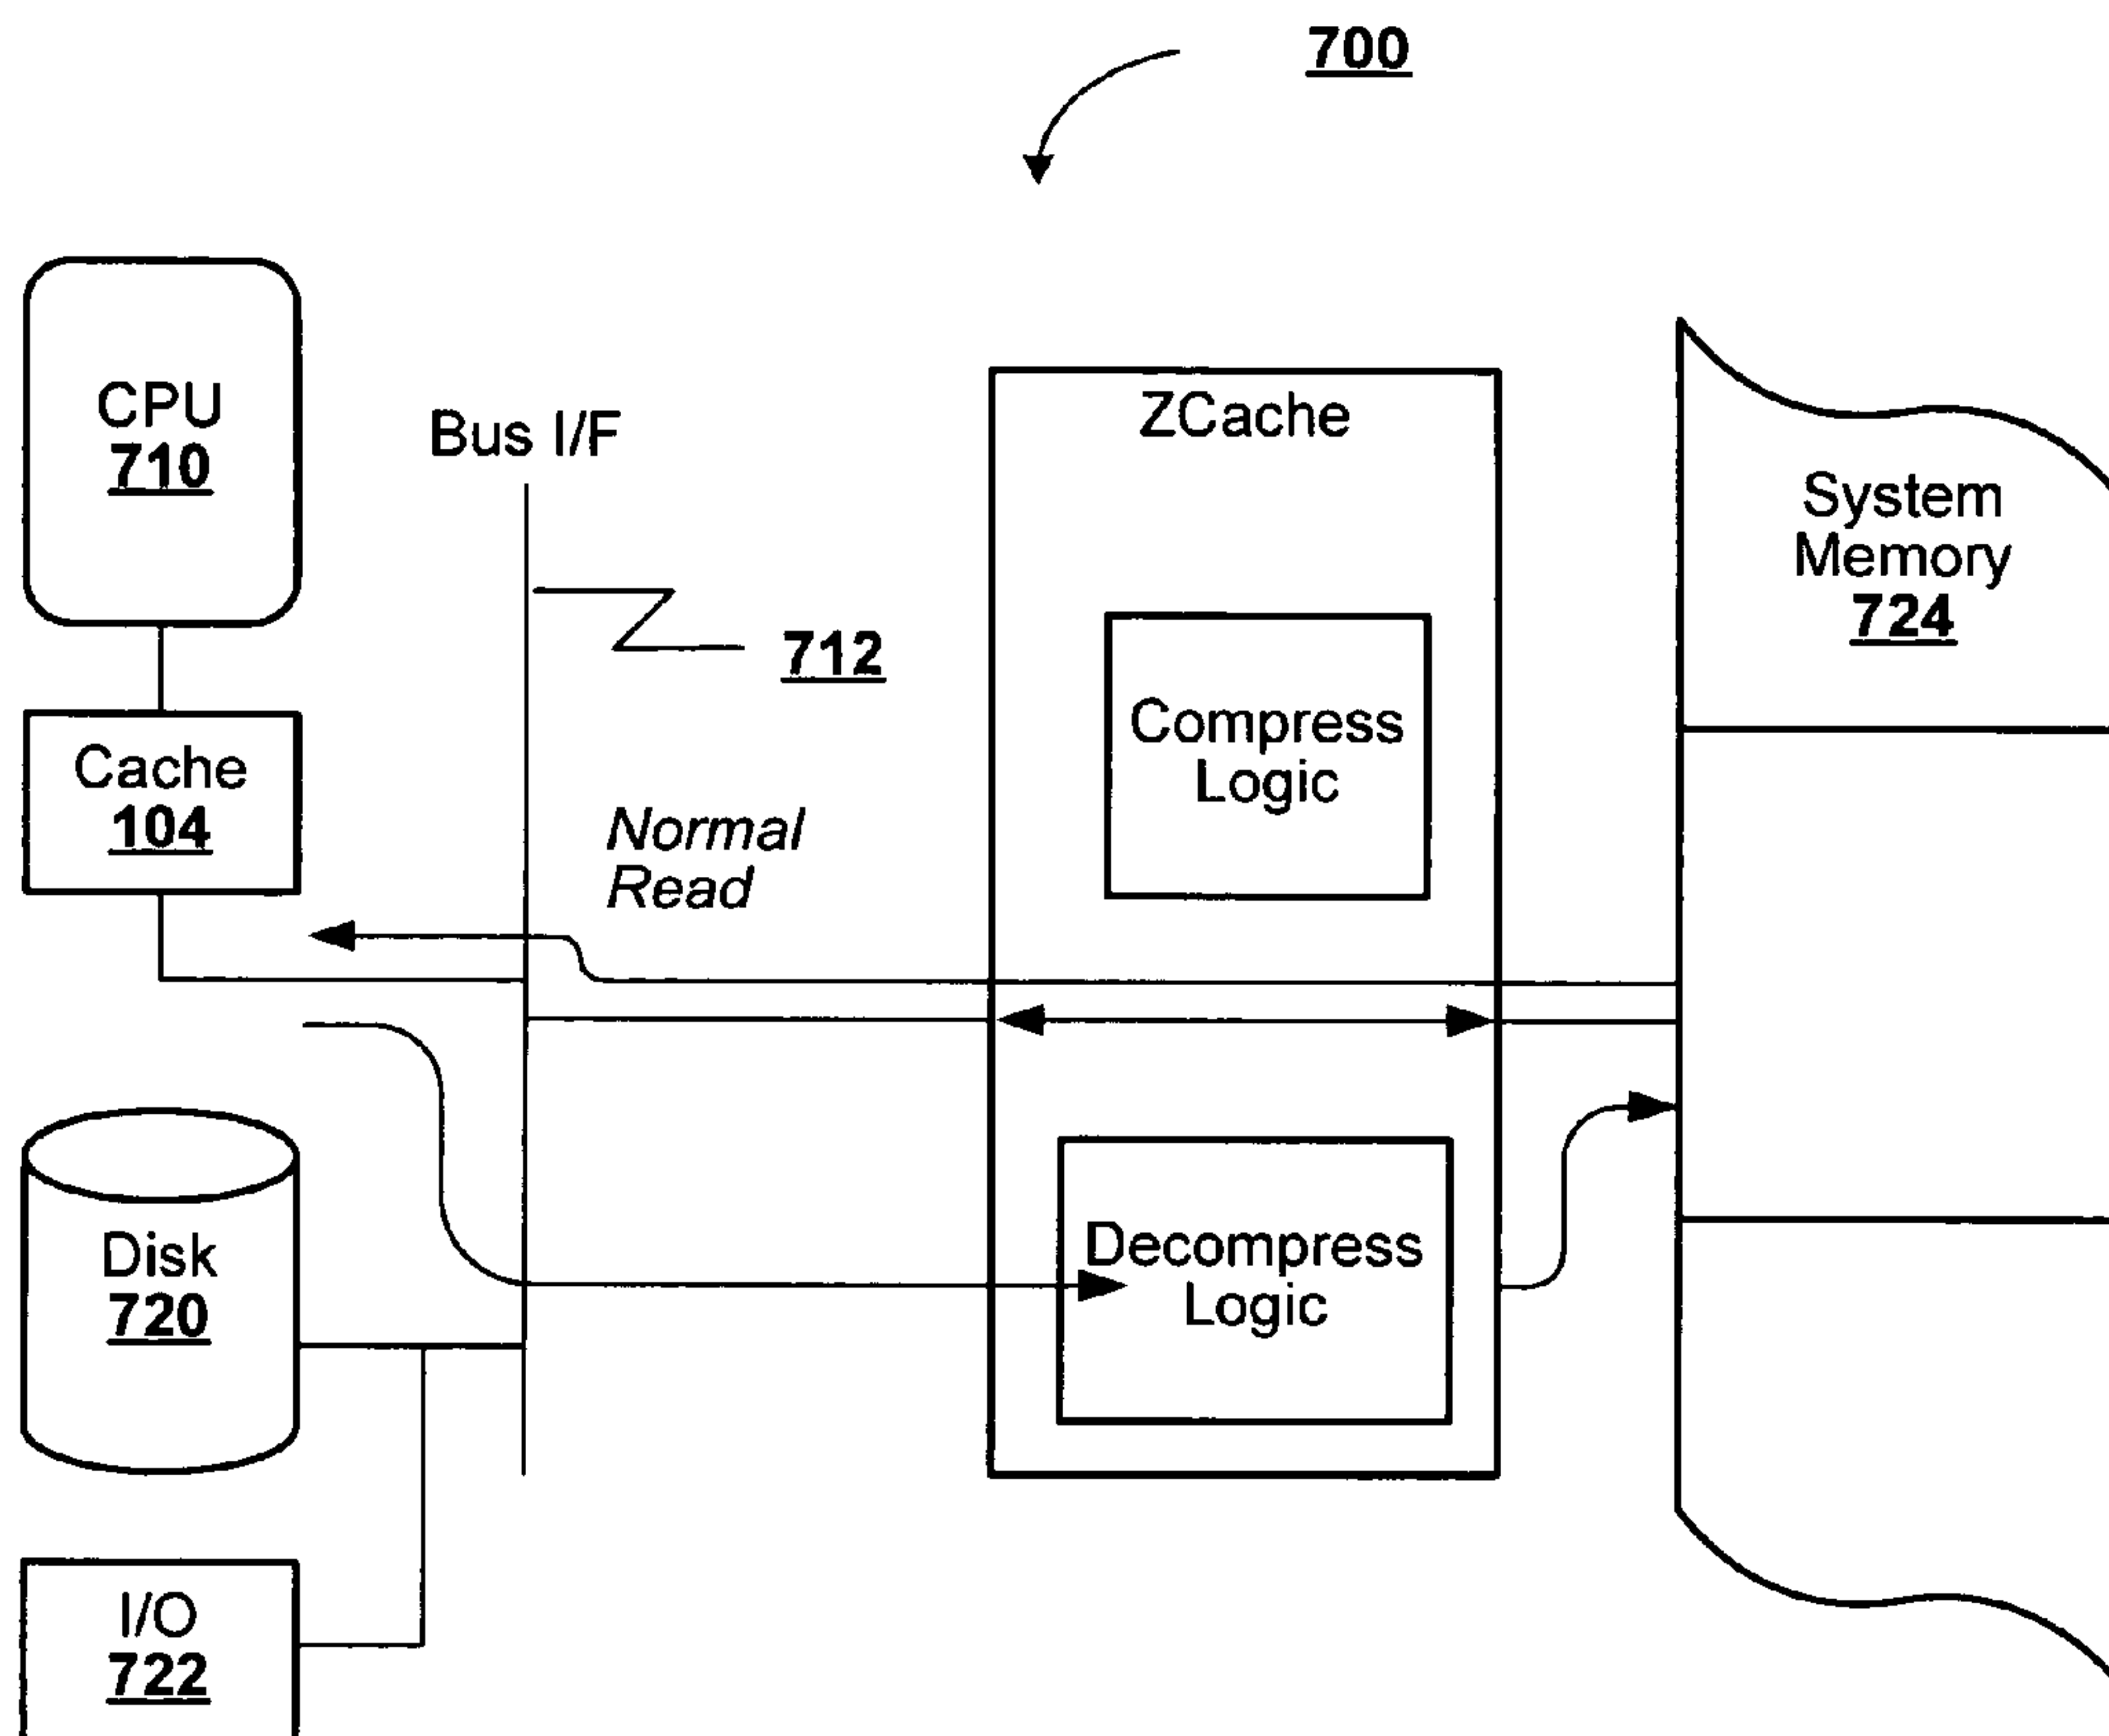 700
CPU
710
Bus I/F
ZCache
System
Memory
724
712
Compress
Logic
Cache
104
Normal
Read
Disk
720
Decompress
Logic
I/O
722